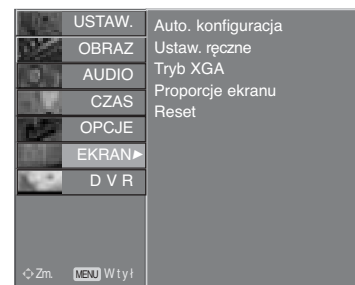 USTAW.
OBRAZ
AUDIO
CZAS
OPCJE
EKRAN
D V R
Auto. konfiguracja
Ustaw. ręczne
Tryb XGA
Proporcje ekranu
Reset
Zm. MENU Wtył